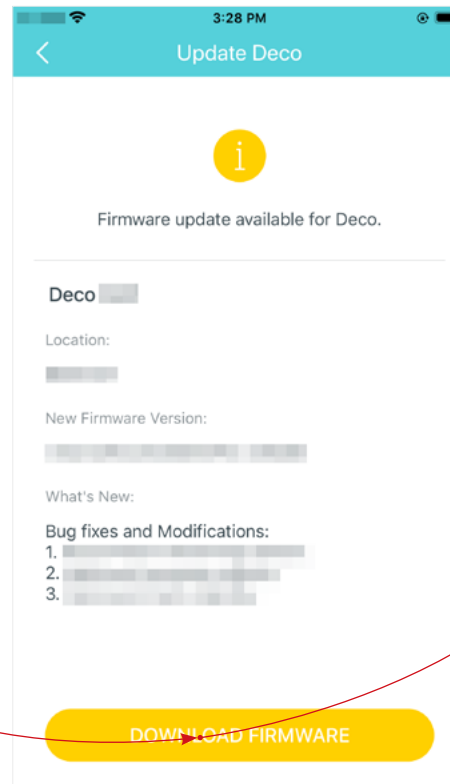 3:28 PM
Update Deco
i
Firmware update available for Deco.
Deco
Location:
New Firmware Version:
What's New:
Bug fixes and Modifications:
1.
2.
3.
DOWNLOAD FIRMWARE